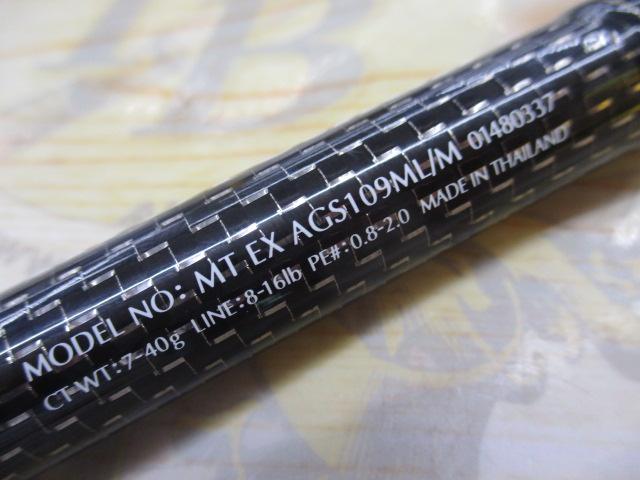 MODEL NO: MT EX AGS109ML/M 01480337
CT-WT:7-40g LINE:8-16lb PE#:0.8-2.0 MADE IN THAILAND